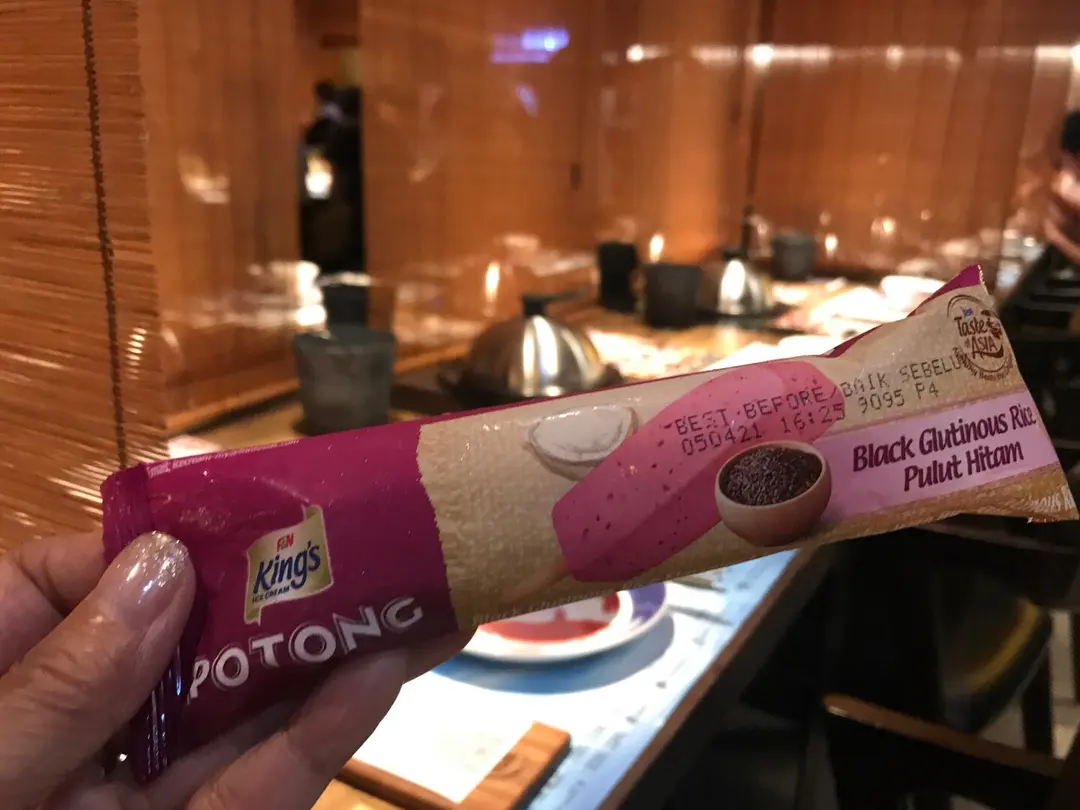 F&N
King's
ICE CREAM
POTONG
BEST BEFORE/BAIK SEBELU
050421 16:25 9095 P4
Black Glutinous Rice
Pulut Hitam
Taste
of ASIA